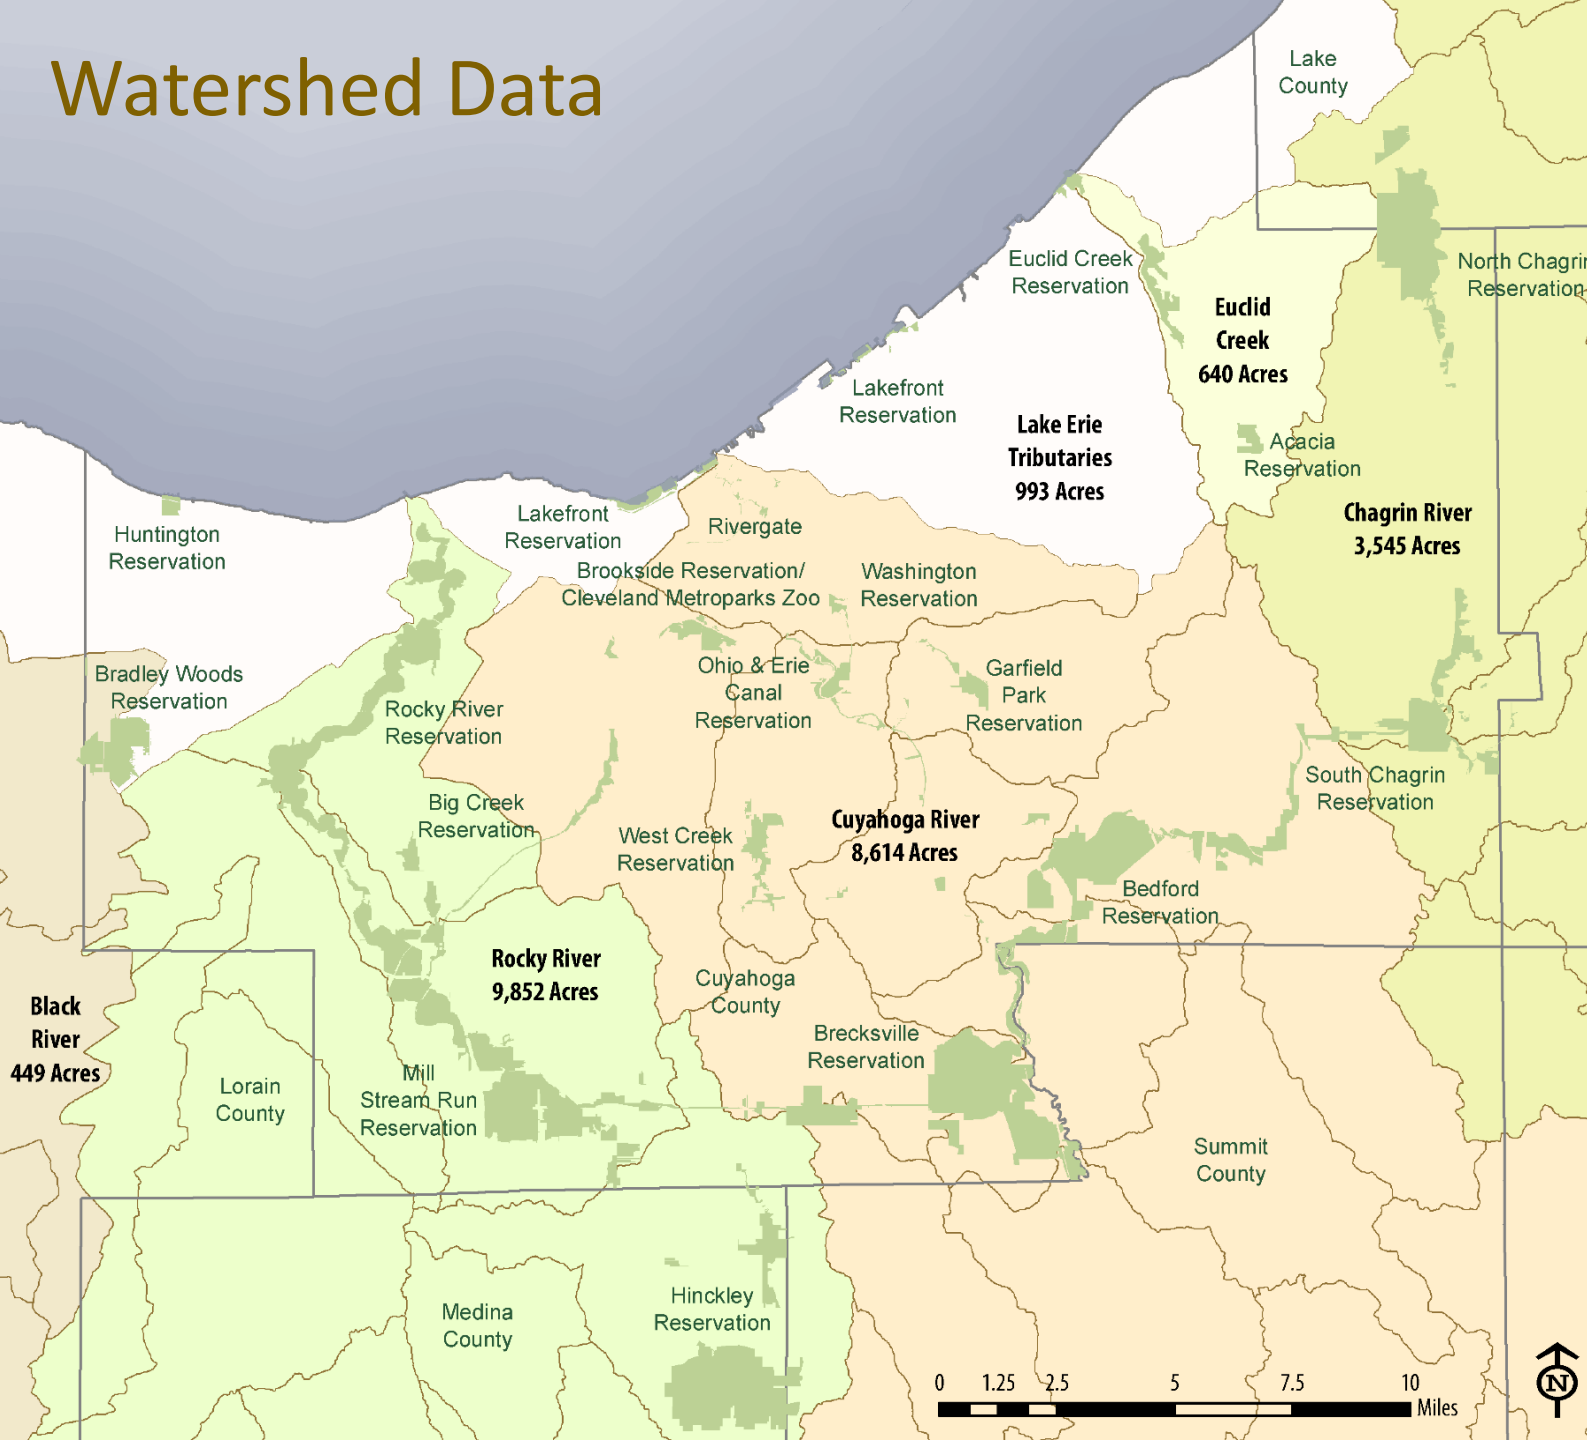 Watershed Data
Lake
County
Euclid Creek
Reservation
North Chagrin
Reservation
Euclid
Creek
640 Acres
Lakefront
Reservation
Lake Erie
Tributaries
993 Acres
Acacia
Reservation
Chagrin River
3,545 Acres
Huntington
Reservation
Lakefront
Reservation
Rivergate
Brookside Reservation/
Cleveland Metroparks Zoo
Washington
Reservation
Bradley Woods
Reservation
Rocky River
Reservation
Ohio & Erie
Canal
Reservation
Garfield
Park
Reservation
South Chagrin
Reservation
Big Creek
Reservation
West Creek
Reservation
Cuyahoga River
8,614 Acres
Bedford
Reservation
Rocky River
9,852 Acres
Cuyahoga
County
Black
River
449 Acres
Brecksville
Reservation
Lorain
County
Mill
Stream Run
Reservation
Summit
County
Medina
County
Hinckley
Reservation
0 1.25 2.5 5 7.5 10
Miles
N